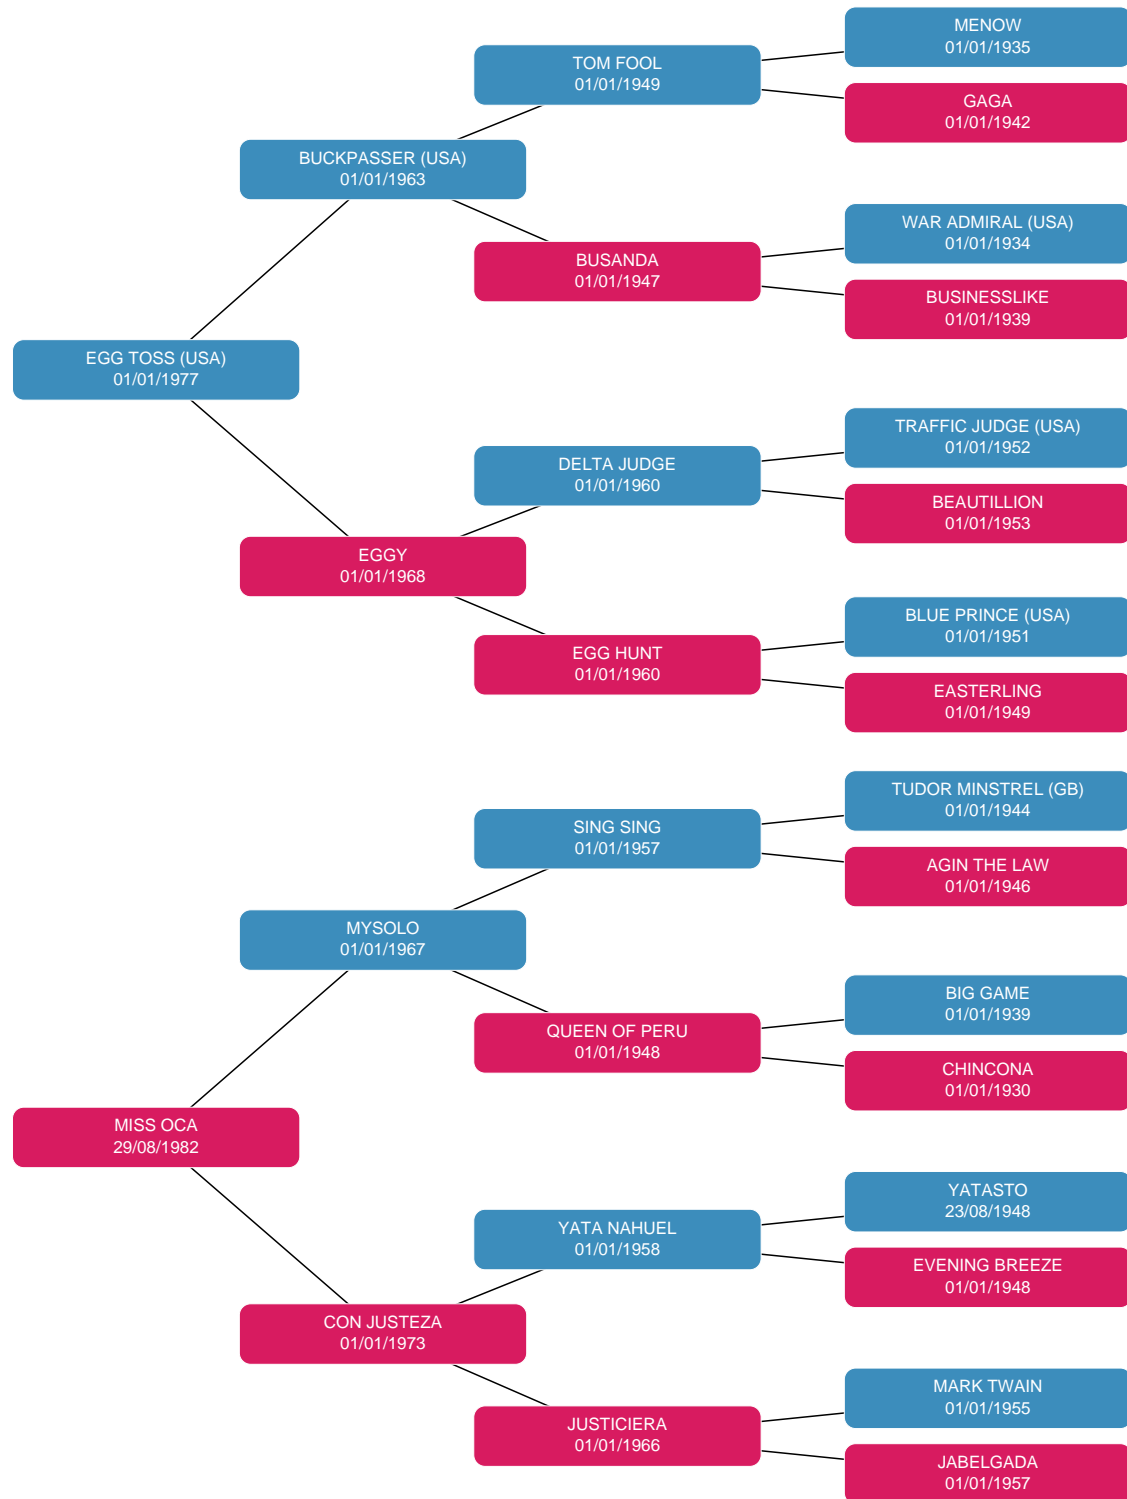 MENOW
01/01/1935
TOM FOOL
01/01/1949
GAGA
01/01/1942
BUCKPASSER (USA)
01/01/1963
WAR ADMIRAL (USA)
01/01/1934
BUSANDA
01/01/1947
BUSINESSLIKE
01/01/1939
EGG TOSS (USA)
01/01/1977
TRAFFIC JUDGE (USA)
01/01/1952
DELTA JUDGE
01/01/1960
BEAUTILLION
01/01/1953
EGGY
01/01/1968
BLUE PRINCE (USA)
01/01/1951
EGG HUNT
01/01/1960
EASTERLING
01/01/1949
TUDOR MINSTREL (GB)
01/01/1944
SING SING
01/01/1957
AGIN THE LAW
01/01/1946
MYSOLO
01/01/1967
BIG GAME
01/01/1939
QUEEN OF PERU
01/01/1948
CHINCONA
01/01/1930
MISS OCA
29/08/1982
YATASTO
23/08/1948
YATA NAHUEL
01/01/1958
EVENING BREEZE
01/01/1948
CON JUSTEZA
01/01/1973
MARK TWAIN
01/01/1955
JUSTICIERA
01/01/1966
JABELGADA
01/01/1957